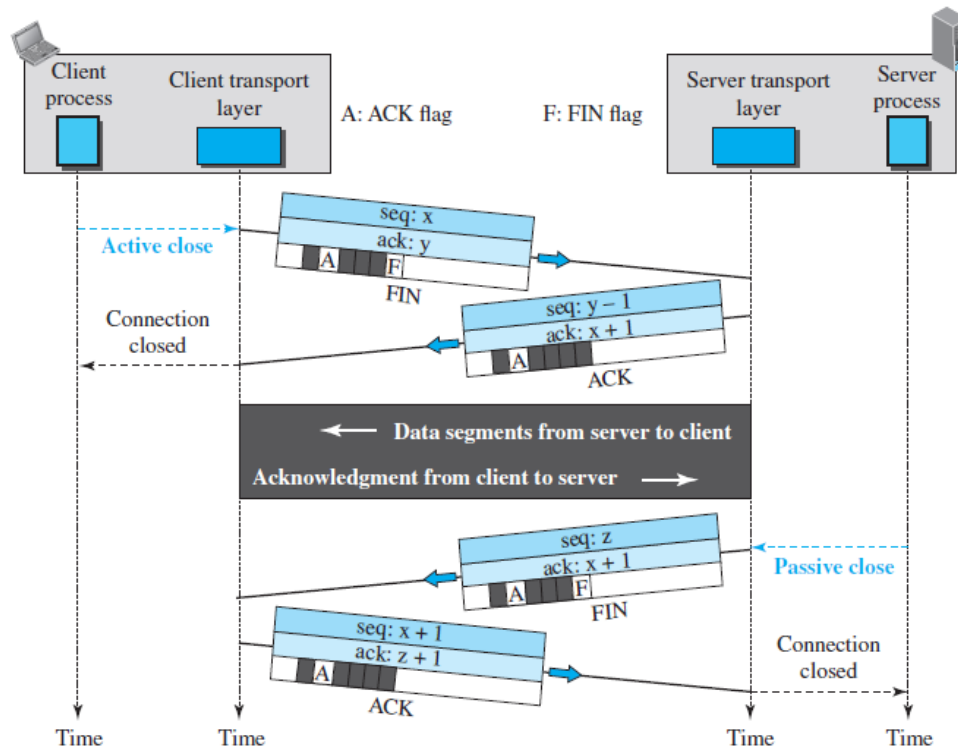 Client
process
Client transport
layer
A: ACK flag
F: FIN flag
Server transport
layer
Server
process
Active close
seq: x
ack: y
A
F
FIN
Connection
closed
seq: y – 1
ack: x + 1
A
ACK
Data segments from server to client
Acknowledgment from client to server
Passive close
seq: z
ack: x + 1
A
F
FIN
seq: x + 1
ack: z + 1
A
ACK
Connection
closed
Time
Time
Time
Time